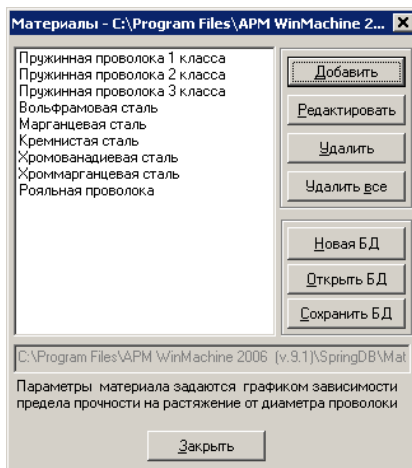 Материалы - C:\Program Files\APM WinMachine 2...
Пружинная проволока 1 класса
Пружинная проволока 2 класса
Пружинная проволока 3 класса
Вольфрамовая сталь
Марганцевая сталь
Кремнистая сталь
Хромованадиевая сталь
Хроммарганцевая сталь
Рояльная проволока
Добавить
Редактировать
Удалить
Удалить все
Новая БД
Открыть БД
Сохранить БД
C:\Program Files\APM WinMachine 2006 (v.9.1)\SpringDB\Mat
Параметры материала задаются графиком зависимости
предела прочности на растяжение от диаметра проволоки
Закрыть